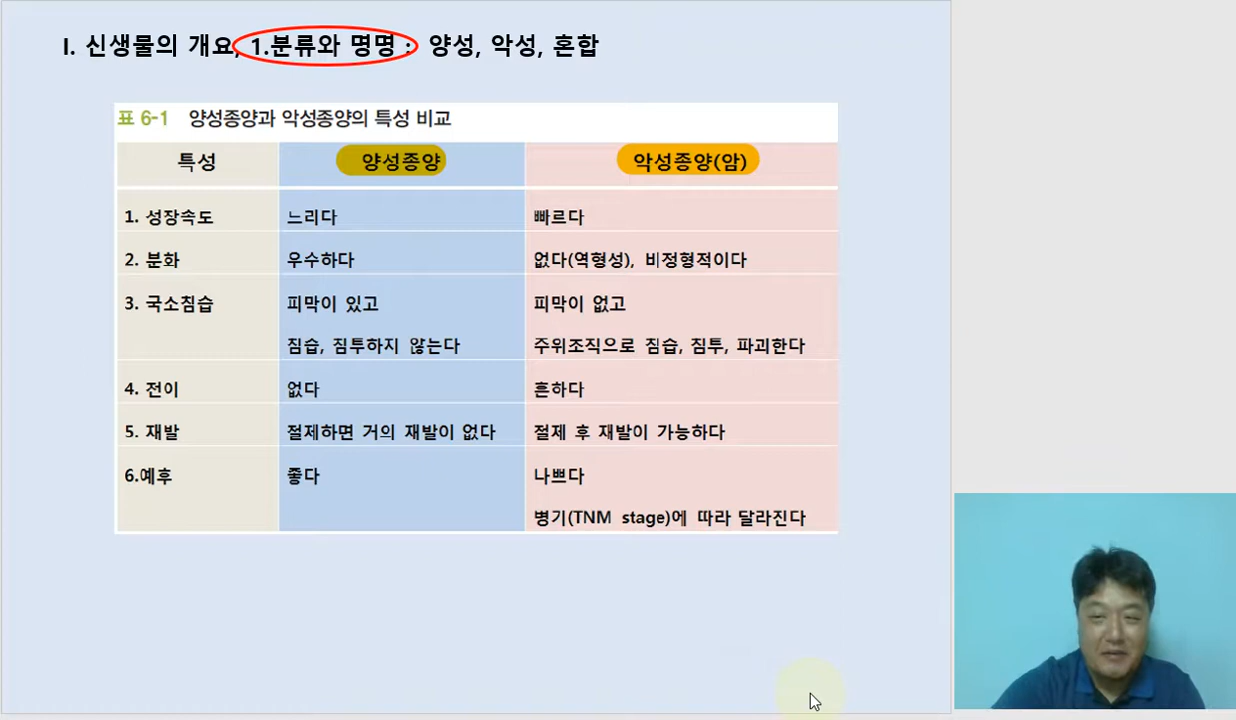 I. 신생물의 개요, 1.분류와 명명 : 양성, 악성, 혼합
표 6-1 양성종양과 악성종양의 특성 비교
특성 양성종양 악성종양(암)
1. 성장속도 느리다 빠르다
2. 분화 우수하다 없다(역형성), 비정형적이다
3. 국소침습 피막이 있고 피막이 없고
침습, 침투하지 않는다 주위조직으로 침습, 침투, 파괴한다
4. 전이 없다 흔하다
5. 재발 절제하면 거의 재발이 없다 절제 후 재발이 가능하다
6.예후 좋다 나쁘다
병기(TNM stage)에 따라 달라진다